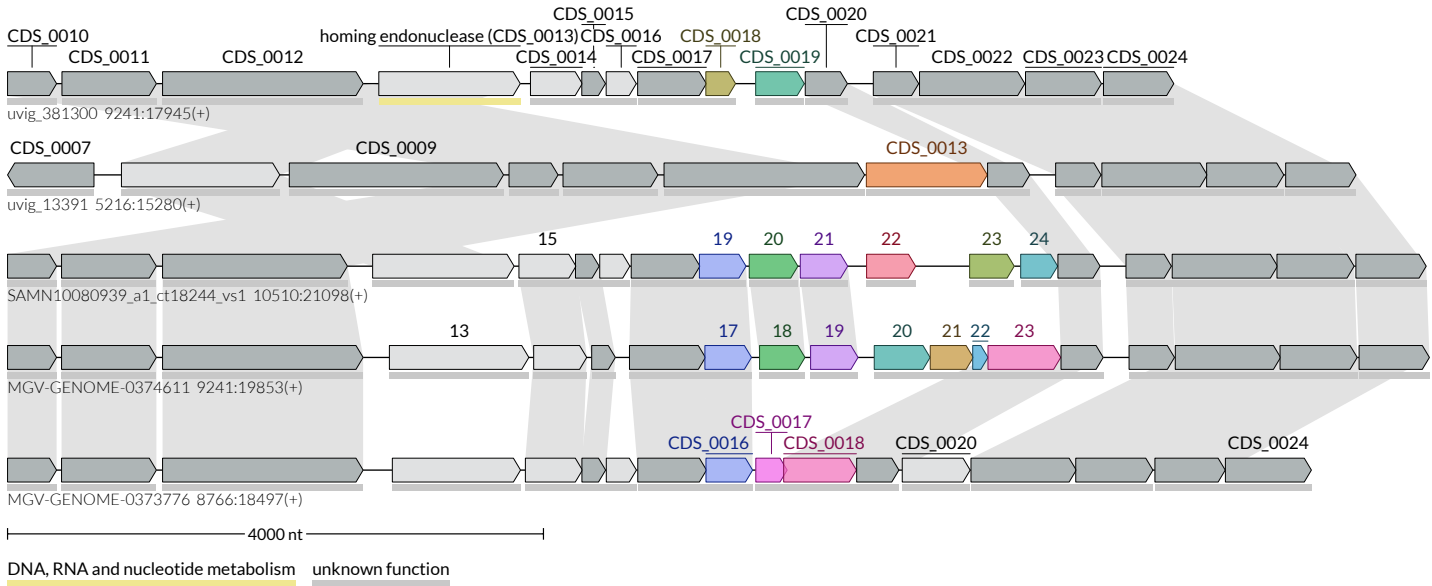 CDS_0015 CDS_0020
CDS_0010 homing endonuclease (CDS_0013) CDS_0016 CDS_0018 CDS_0021
CDS_0011 CDS_0012 CDS_0014 CDS_0017 CDS_0019 CDS_0022 CDS_0023 CDS_0024
uvig_381300 9241:17945(+)
CDS_0007 CDS_0009 CDS_0013
uvig_13391 5216:15280(+)
15 19 20 21 22 23 24
SAMN10080939_a1_ct18244_vs1 10510:21098(+)
13 17 18 19 20 21 22 23
MGV-GENOME-0374611 9241:19853(+)
CDS_0017
CDS_0016 CDS_0018 CDS_0020 CDS_0024
MGV-GENOME-0373776 8766:18497(+)
4000 nt
DNA, RNA and nucleotide metabolism unknown function